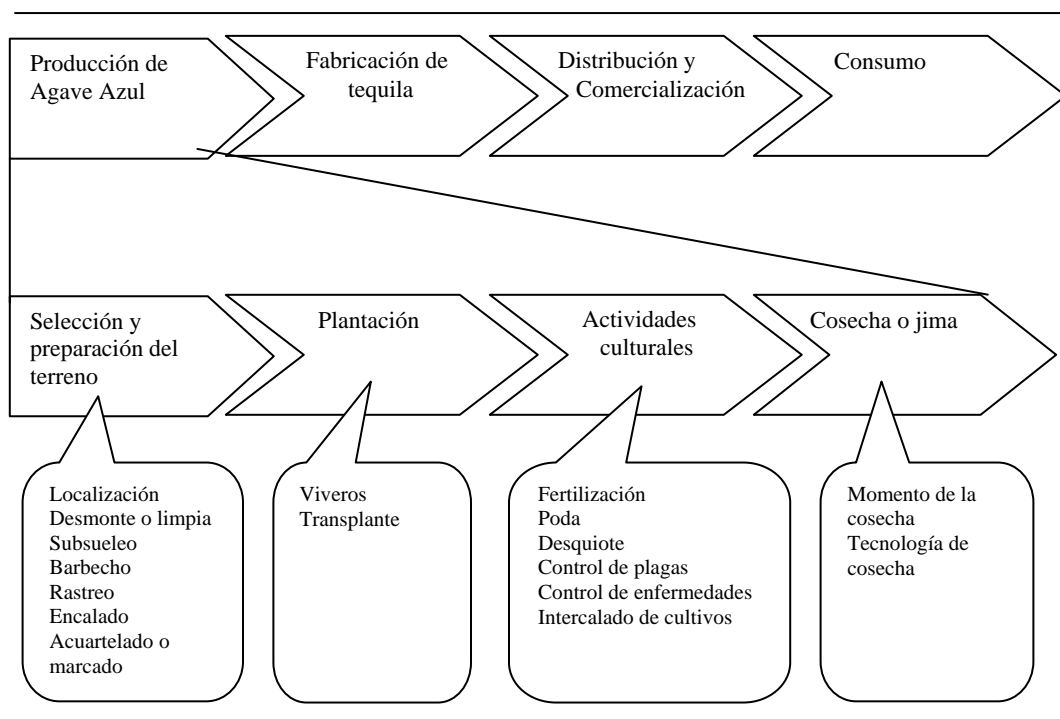 Producción de
Agave Azul
Fabricación de
tequila
Distribución y
Comercialización
Consumo
Selección y
preparación del
terreno
Plantación
Actividades
culturales
Cosecha o jima
Localización
Desmonte o limpia
Subsueleo
Barbecho
Rastreo
Encalado
Acuartelado o
marcado
Viveros
Transplante
Fertilización
Poda
Desquiote
Control de plagas
Control de enfermedades
Intercalado de cultivos
Momento de la
cosecha
Tecnología de
cosecha